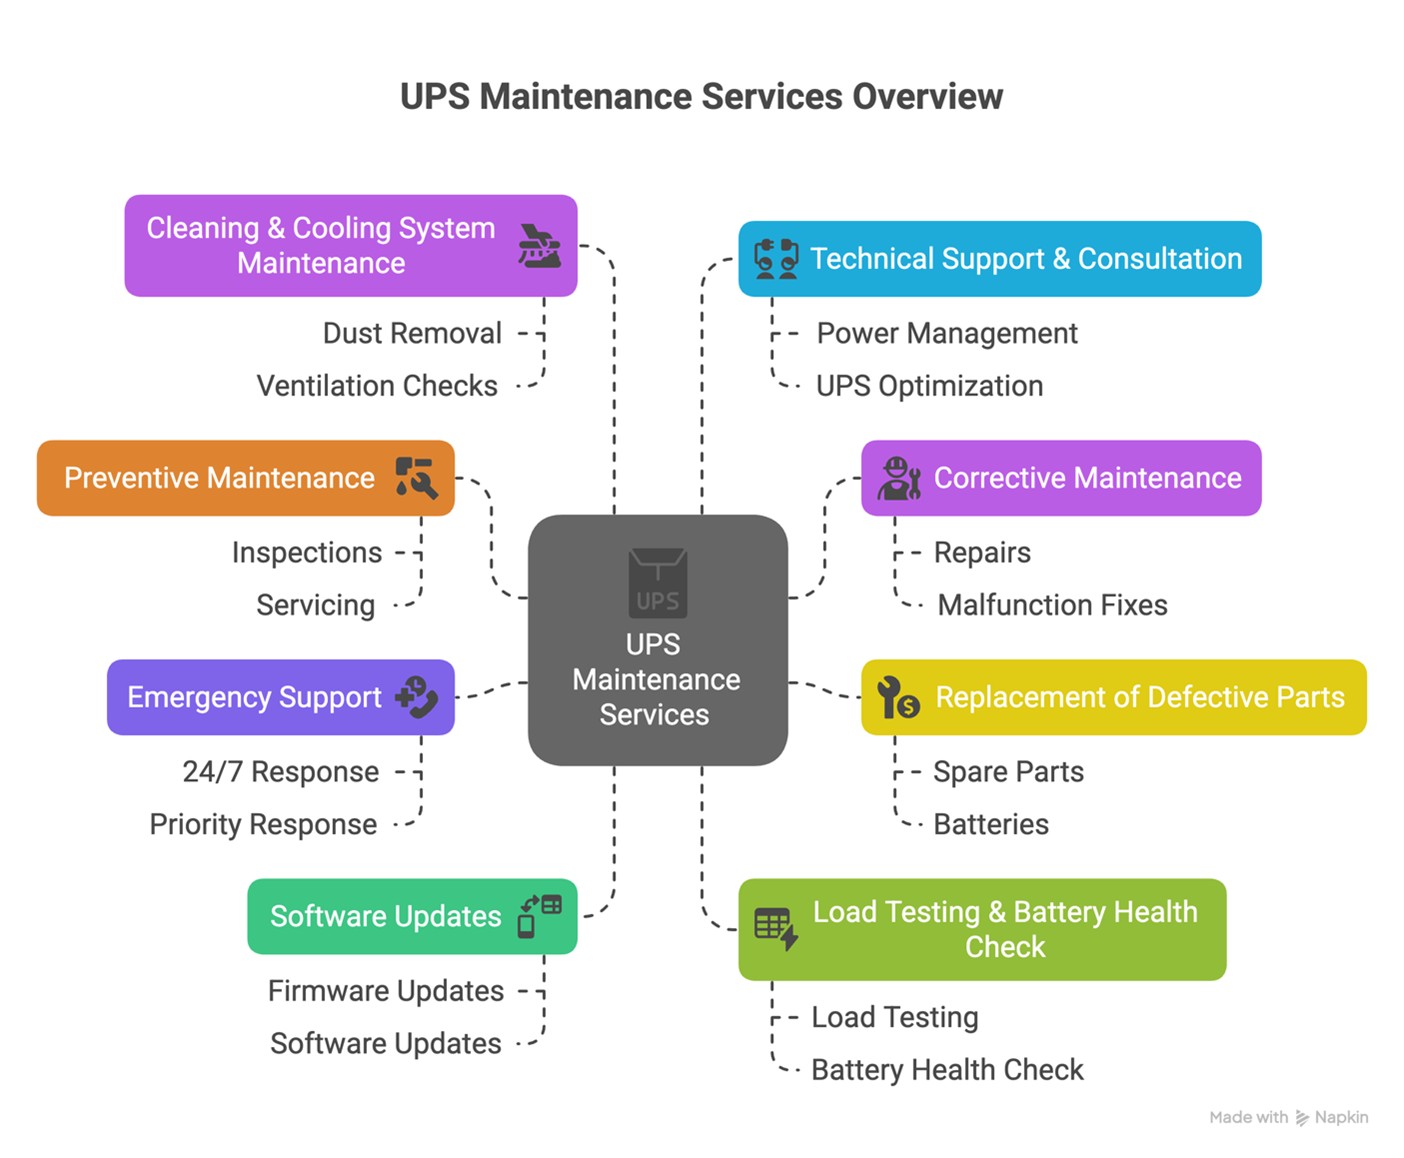 UPS Maintenance Services Overview
Cleaning & Cooling System
Maintenance
Dust Removal
Ventilation Checks
Preventive Maintenance
Inspections
Servicing
Emergency Support
24/7 Response
Priority Response
Software Updates
Firmware Updates
Software Updates
UPS
UPS
Maintenance
Services
Technical Support & Consultation
Power Management
UPS Optimization
Corrective Maintenance
Repairs
Malfunction Fixes
Replacement of Defective Parts
$
Spare Parts
Batteries
Load Testing & Battery Health
Check
Load Testing
Battery Health Check
Made with Napkin